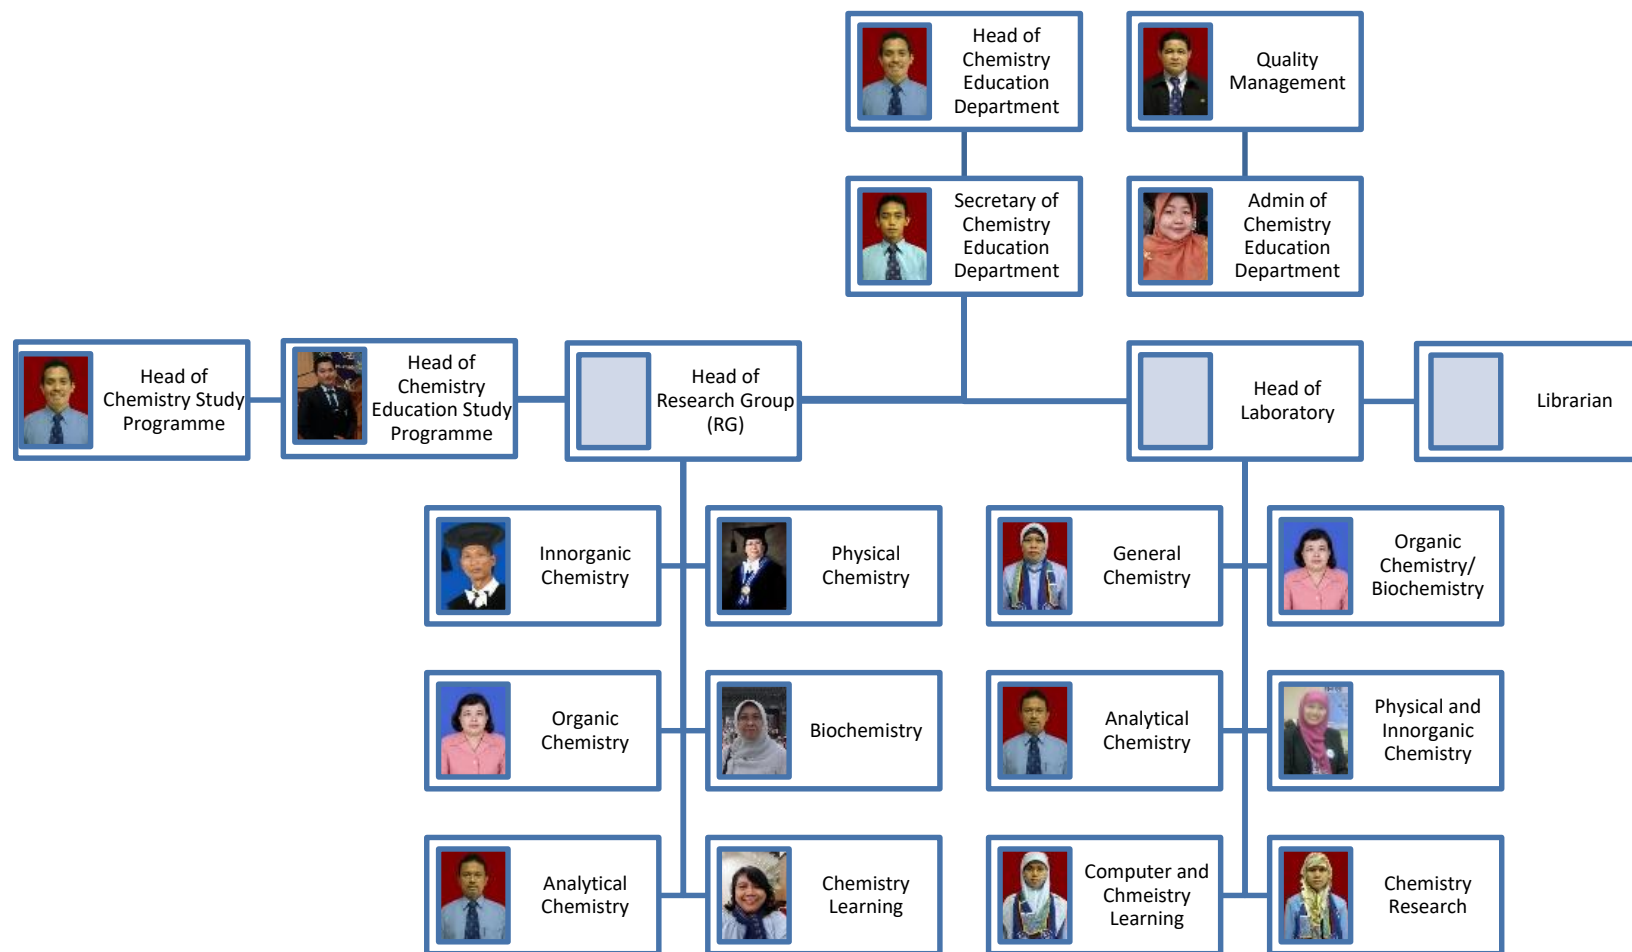 Head of
Chemistry
Education
Department
Quality
Management
Secretary of
Chemistry
Education
Department
Admin of
Chemistry
Education
Department
Head of
Chemistry Study
Programme
Head of
Chemistry
Education Study
Programme
Head of
Research Group
(RG)
Head of
Laboratory
Librarian
Innorganic
Chemistry
Physical
Chemistry
General
Chemistry
Organic
Chemistry/
Biochemistry
Organic
Chemistry
Biochemistry
Analytical
Chemistry
Physical and
Innorganic
Chemistry
Analytical
Chemistry
Chemistry
Learning
Computer and
Chmeistry
Learning
Chemistry
Research